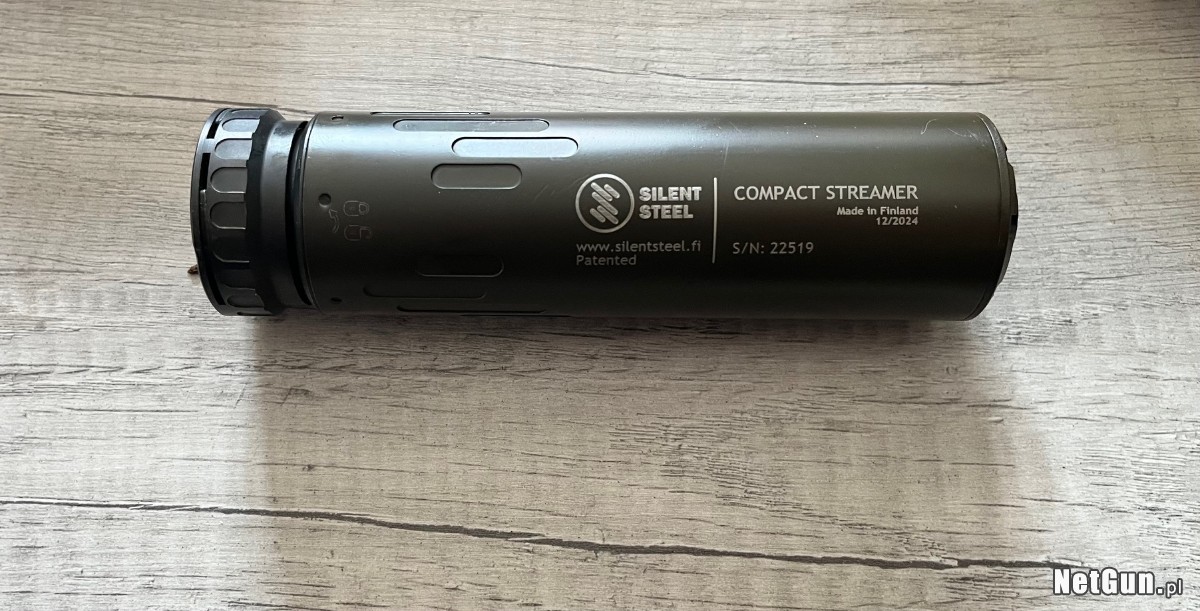 SILENT
STEEL
www.silentsteel.fi
Patented
COMPACT STREAMER
Made in Finland
12/2024
S/N: 22519
NetGun.pl